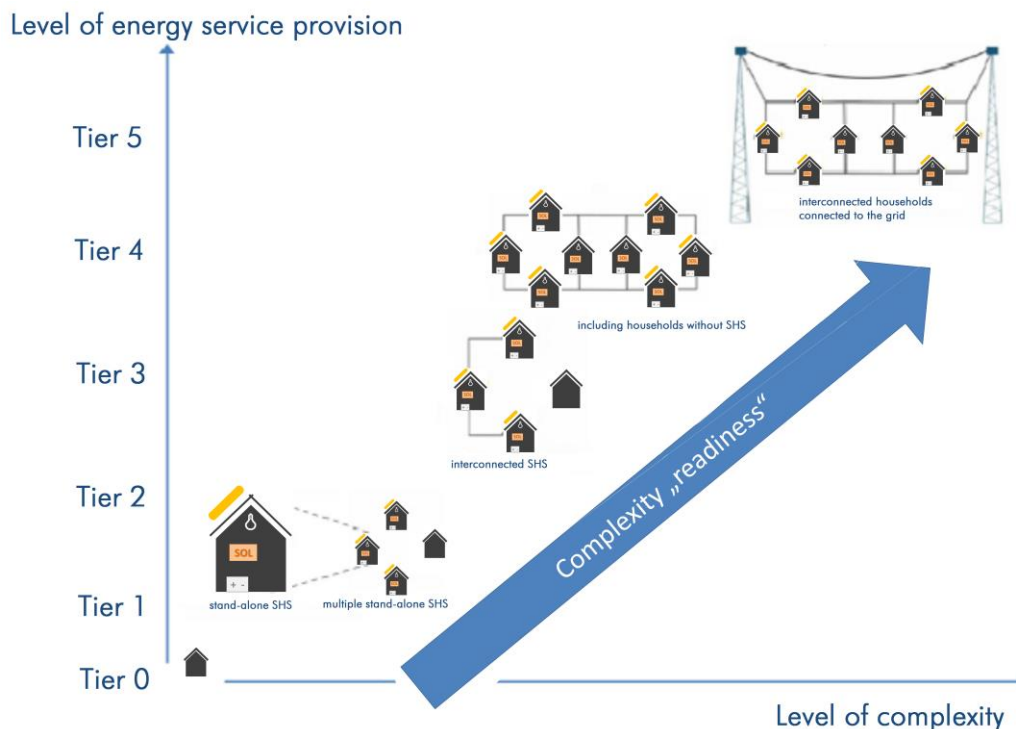 Level of energy service provision
Tier 5
interconnected households
connected to the grid
Tier 4
including households without SHS
Tier 3
interconnected SHS
Tier 2
SOL
+ -
stand-alone SHS
multiple stand-alone SHS
Tier 1
Tier 0
Complexity „readiness“
Level of complexity